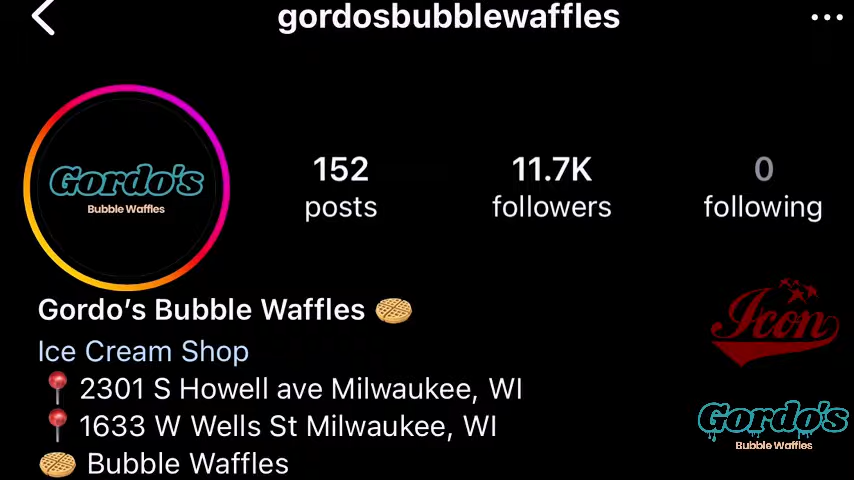 gordosbubblewaffles
Gordo's
Bubble Waffles
152
posts
11.7K
followers
0
following
Gordo's Bubble Waffles
Ice Cream Shop
2301 S Howell ave Milwaukee, WI
1633 W Wells St Milwaukee, WI
Bubble Waffles
Icon
Gordo's
Bubble Waffles